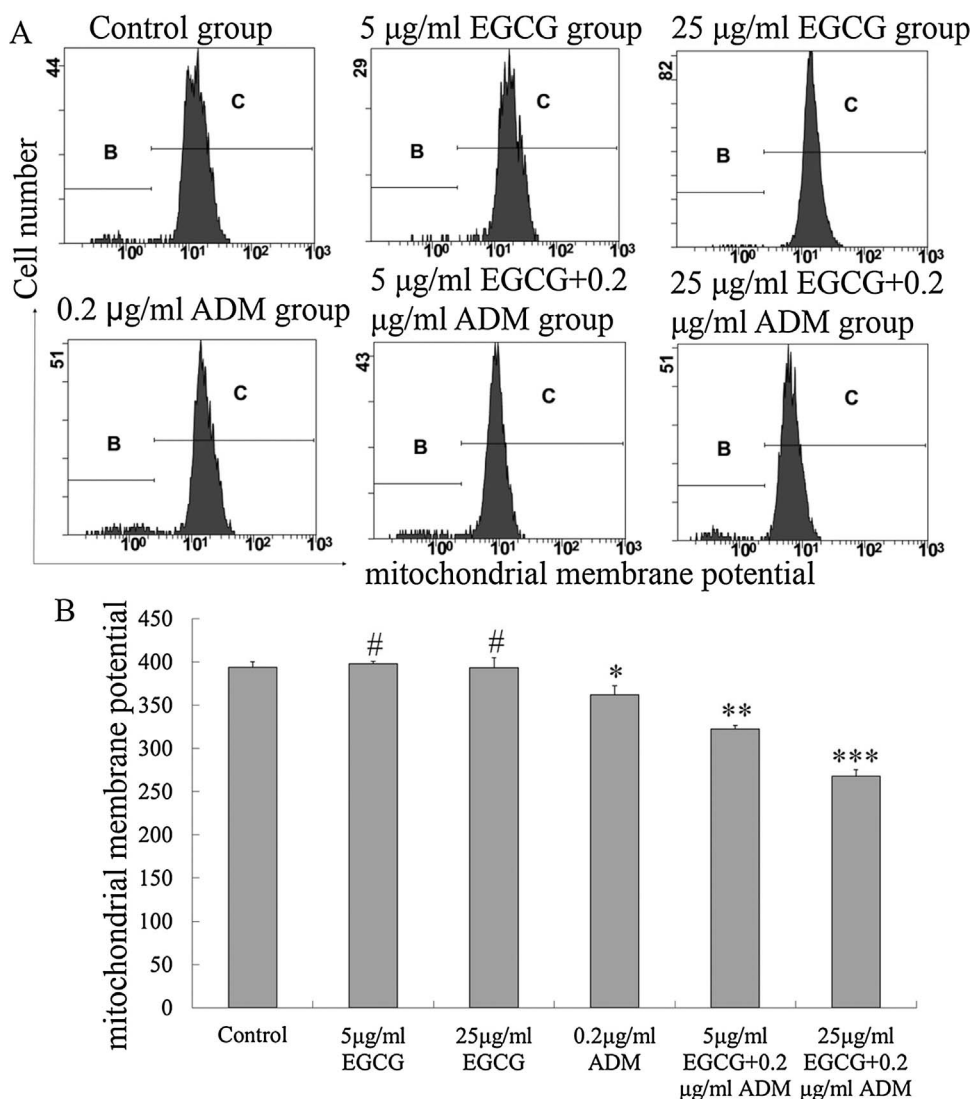 A
Control group
5 μg/ml EGCG group
25 μg/ml EGCG group
44
B
C
10⁰
10¹
10²
10³
29
B
C
10⁰
10¹
10²
10³
82
B
C
10⁰
10¹
10²
10³
Cell number
0.2 μg/ml ADM group
5 μg/ml EGCG+0.2
μg/ml ADM group
25 μg/ml EGCG+0.2
μg/ml ADM group
51
B
C
10⁰
10¹
10²
10³
43
B
C
10⁰
10¹
10²
10³
51
B
C
10⁰
10¹
10²
10³
mitochondrial membrane potential
B
mitochondrial membrane potential
450
400
350
300
250
200
150
100
50
0
#
#
*
**
***
Control
5μg/ml
EGCG
25μg/ml
EGCG
0.2μg/ml
ADM
5μg/ml
EGCG+0.2
μg/ml ADM
25μg/ml
EGCG+0.2
μg/ml ADM